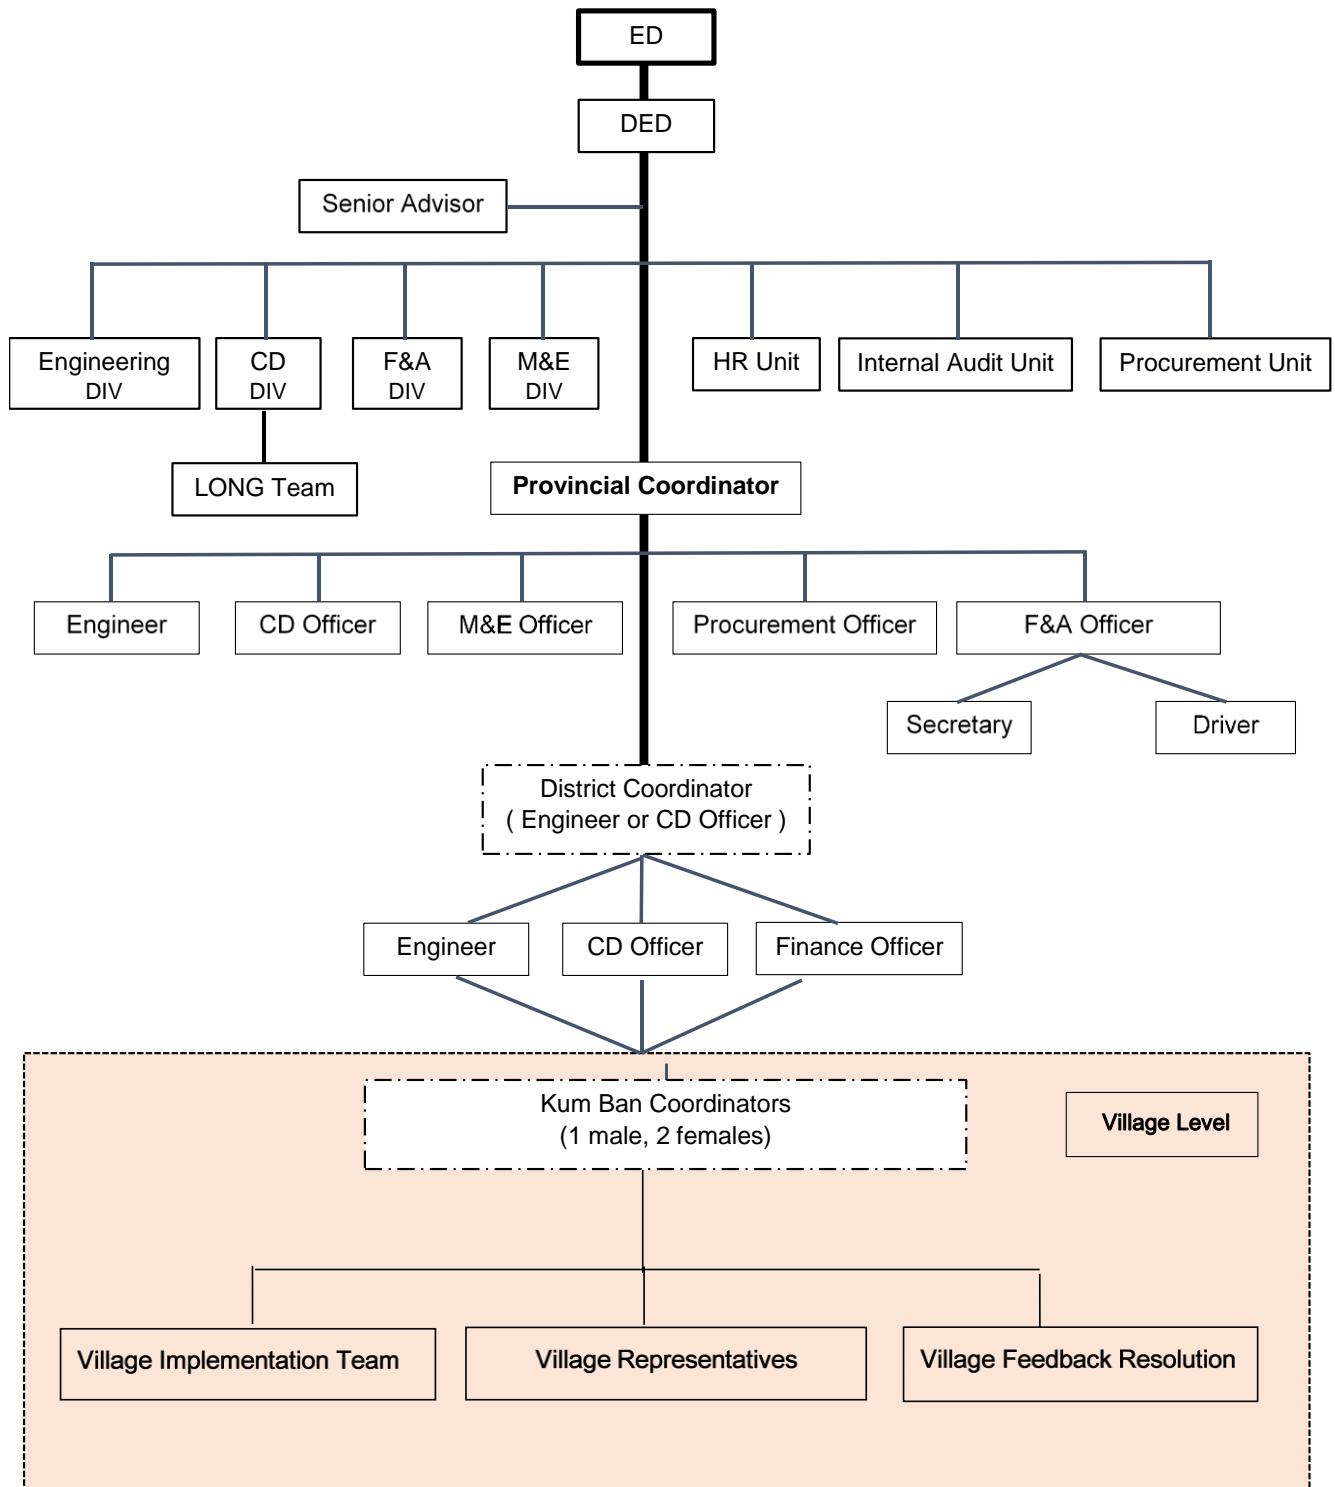 ED
DED
Senior Advisor
Engineering
DIV
CD
DIV
F&A
DIV
M&E
DIV
HR Unit
Internal Audit Unit
Procurement Unit
LONG Team
Provincial Coordinator
Engineer
CD Officer
M&E Officer
Procurement Officer
F&A Officer
Secretary
Driver
District Coordinator
( Engineer or CD Officer )
Engineer
CD Officer
Finance Officer
Kum Ban Coordinators
(1 male, 2 females)
Village Level
Village Implementation Team
Village Representatives
Village Feedback Resolution